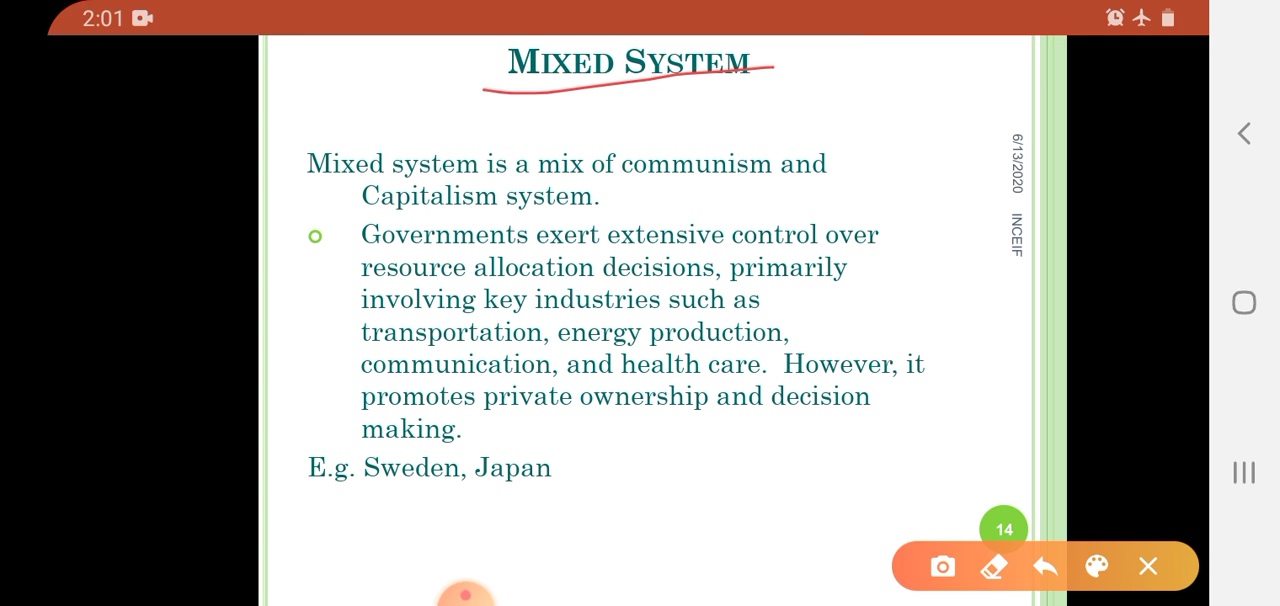 2:01
MIXED SYSTEM
Mixed system is a mix of communism and
Capitalism system.
Governments exert extensive control over
resource allocation decisions, primarily
involving key industries such as
transportation, energy production,
communication, and health care.  However, it
promotes private ownership and decision
making.
E.g. Sweden, Japan
6/13/2020 INCEIF
14